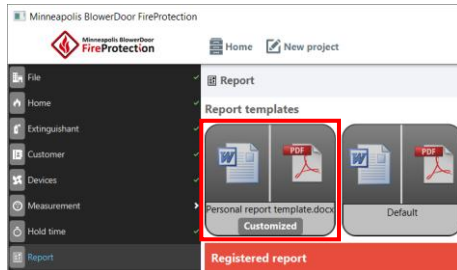 Minneapolis BlowerDoor FireProtection
Minneapolis BlowerDoor
FireProtection
Home
New project
File
Home
Extinguishant
Customer
Devices
Measurement
Hold time
Report
Report
Report templates
W
PDF
W
PDF
Personal report template.docx
Customized
Default
Registered report